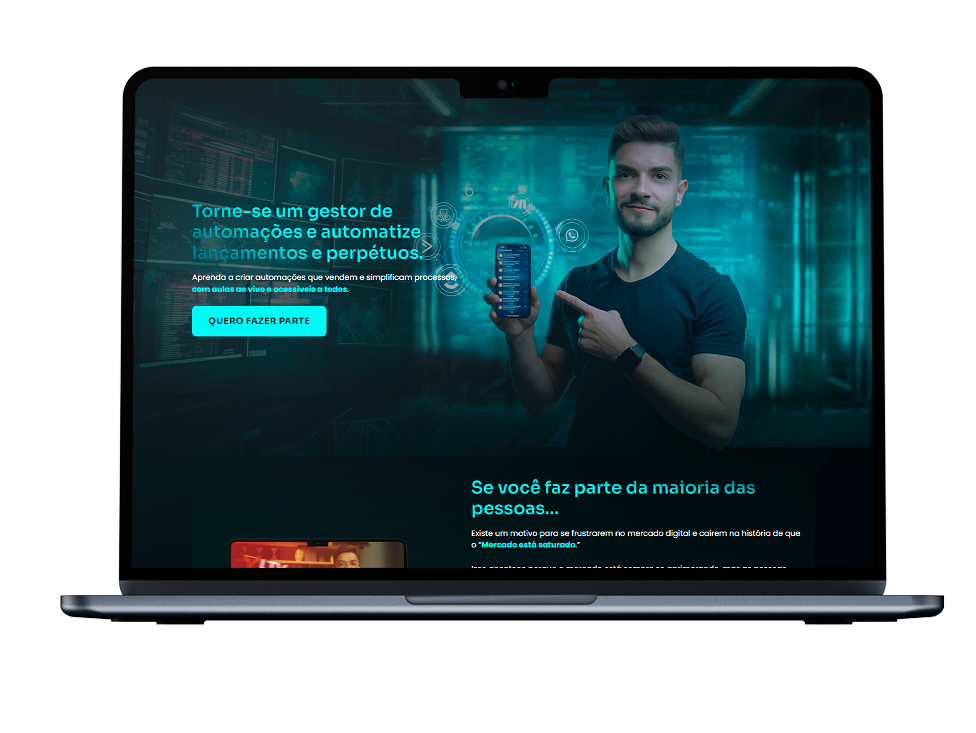 Torne-se um gestor de
automações e automatize
lançamentos e perpétuos.
Aprenda a criar automações que vendem e simplificam processos,
com aulas ao vivo e acessíveis a todos.
QUERO FAZER PARTE
Se você faz parte da maioria das
pessoas...
Existe um motivo para se frustrarem no mercado digital e caírem na história de que
o “Mercado está saturado.”